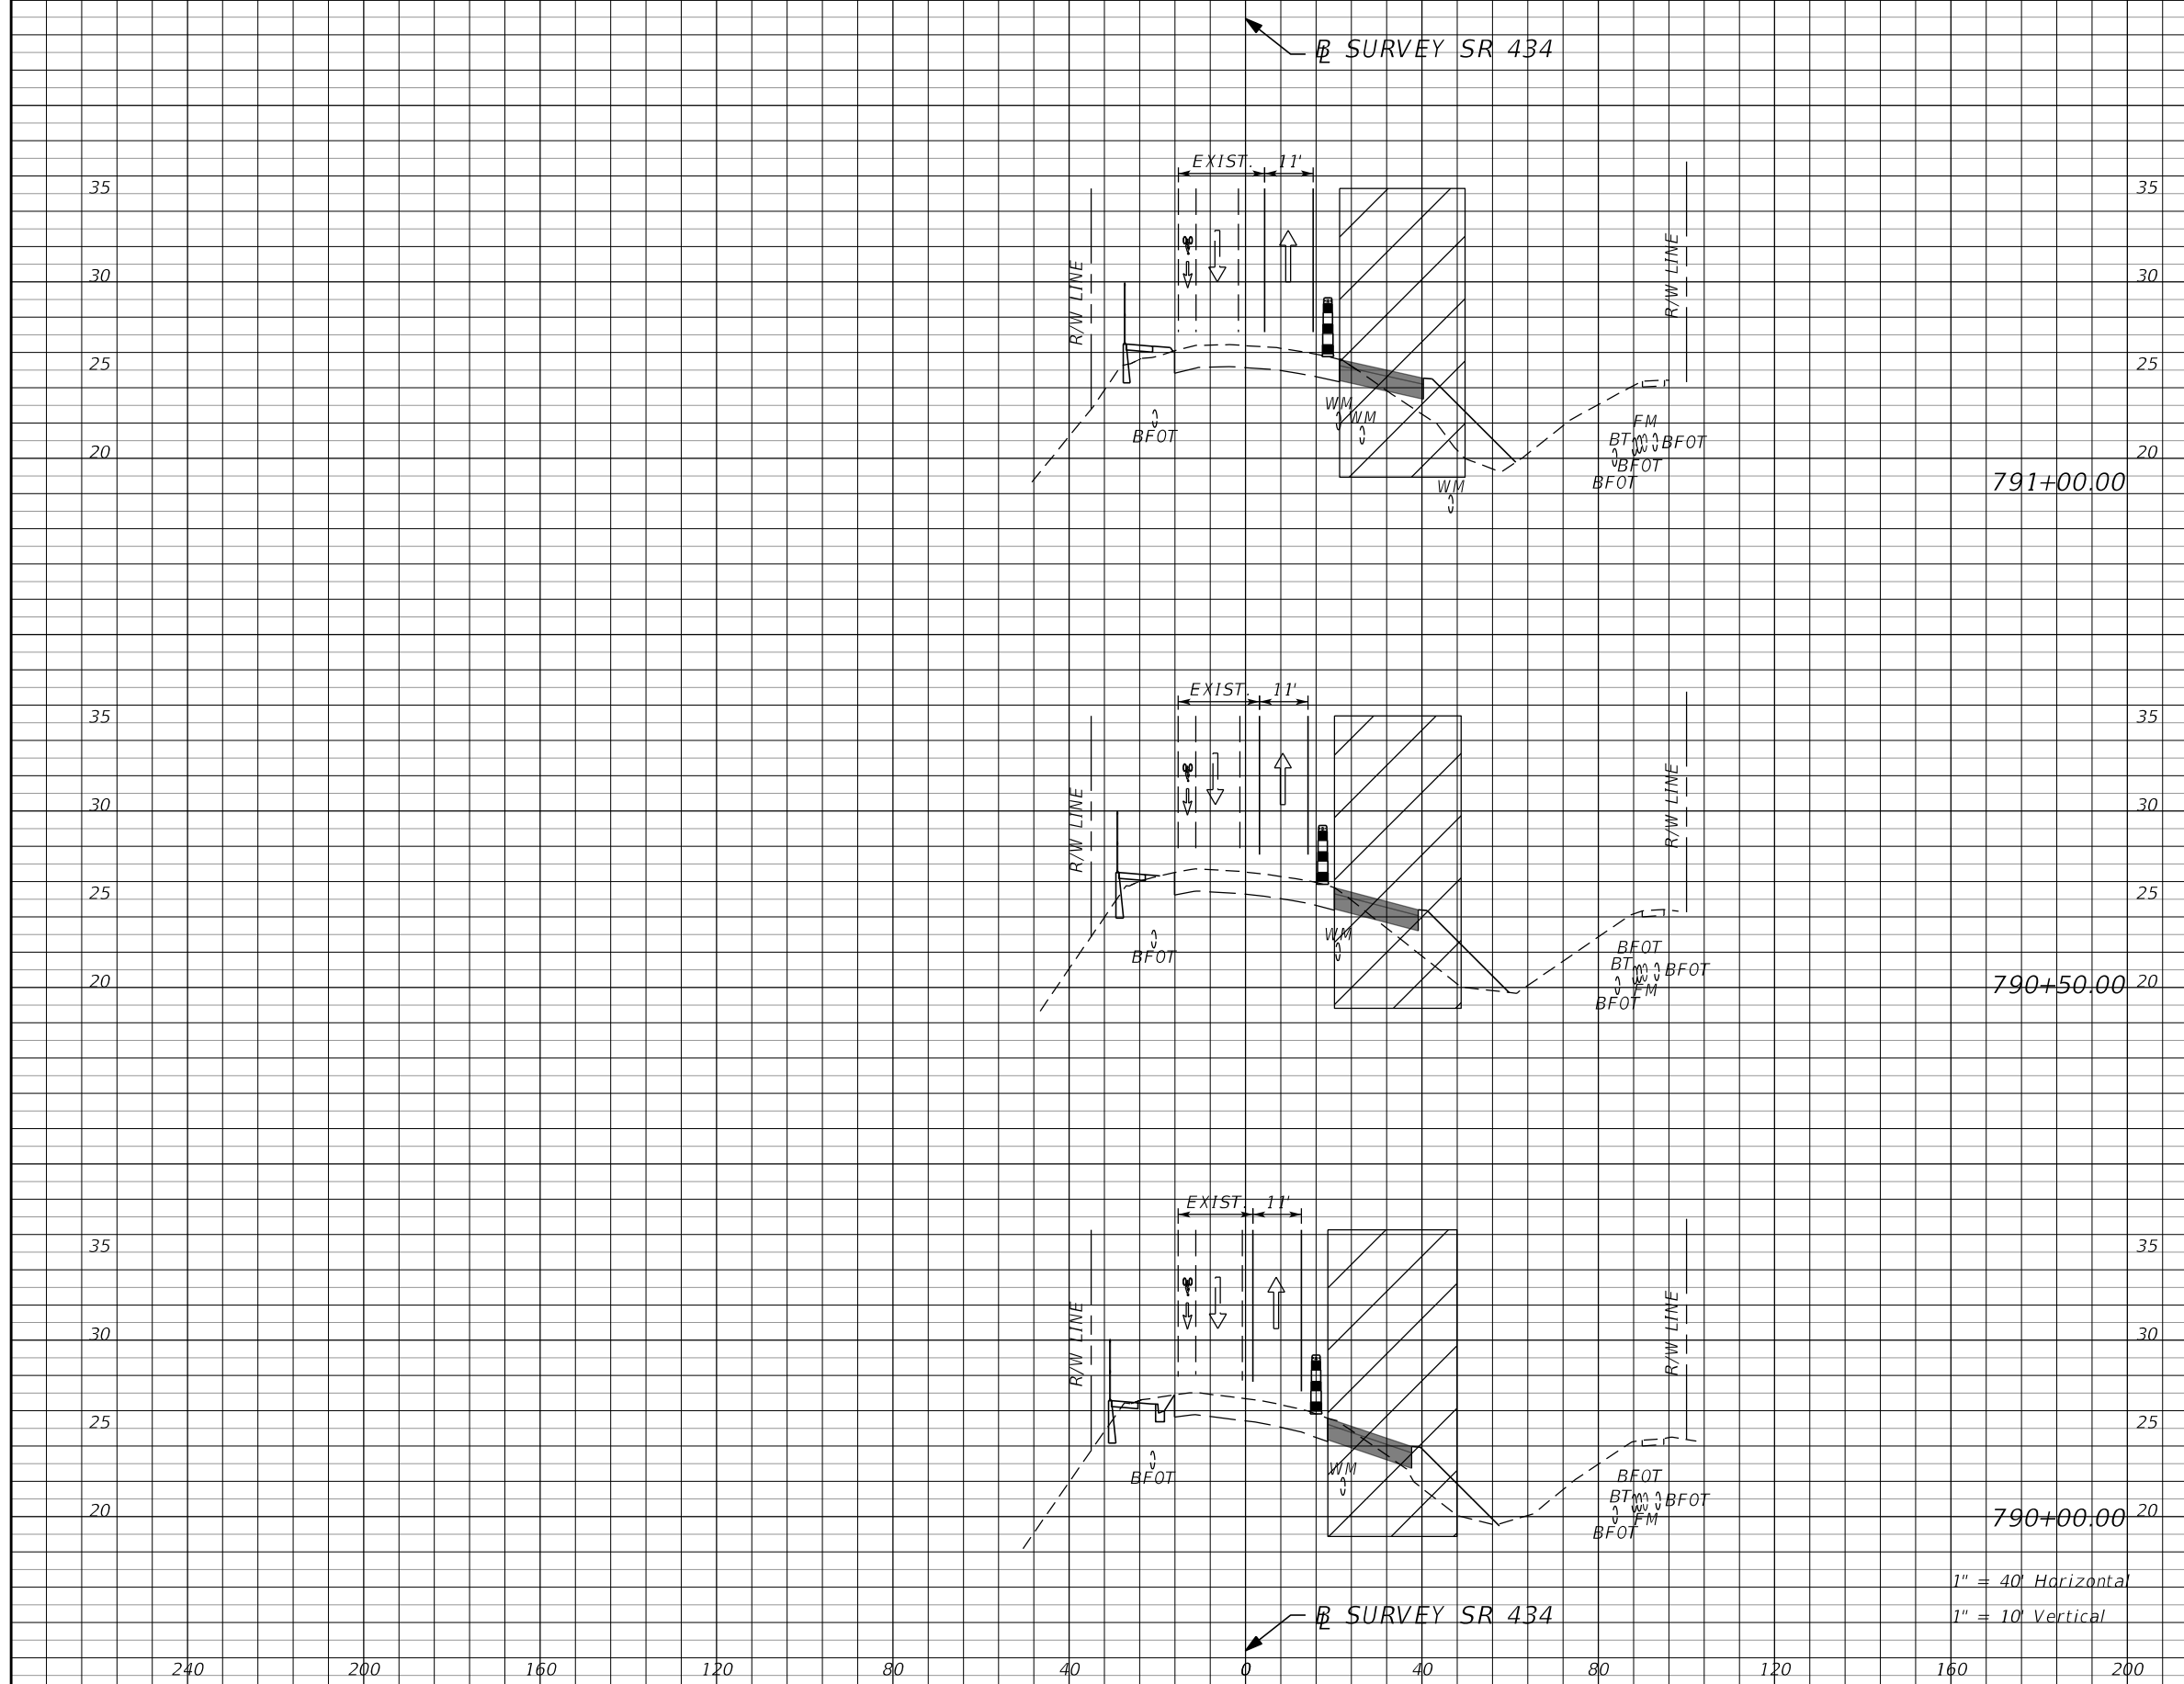 ℄ SURVEY SR 434
EXIST. 11'
35 35
R/W LINE R/W LINE
30 30
25 25
WM
WM
FM
BFOT
BT BFOT
20 20
BFOT
BFOT
791+00.00
WM
EXIST. 11'
35 35
R/W LINE R/W LINE
30 30
25 25
WM
BFOT
BFOT
BT BFOT
20 20
790+50.00
FM
BFOT
EXIST. 11'
35 35
R/W LINE R/W LINE
30 30
25 25
WM
BFOT
BFOT
BT BFOT
20 20
790+00.00
FM
BFOT
1" = 40' Horizontal
1" = 10' Vertical
℄ SURVEY SR 434
240 200 160 120 80 40 0 40 80 120 160 200